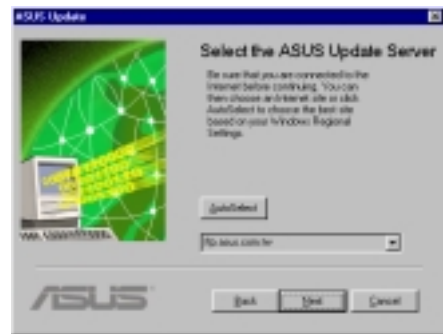 ASUS Update
Select the ASUS Update Server
Be sure that you are connected to the
Internet before continuing. You can
then choose an Internet site or click
AutoSelect to choose the best site
based on your Windows Regional
Settings.
AutoSelect
ftp.asus.com.tw
ASUS
Back
Next
Cancel